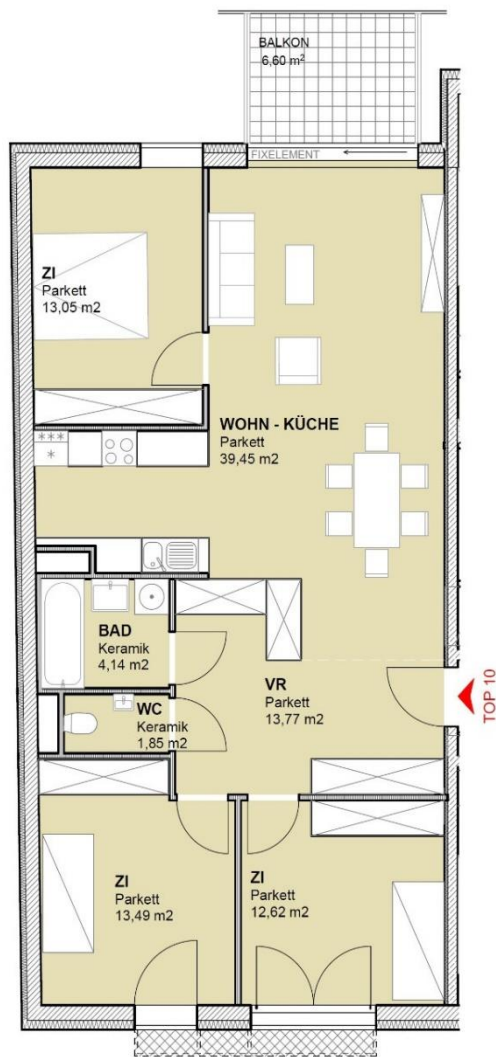 BALKON
6,60 m²
FIXELEMENT
ZI
Parkett
13,05 m2
WOHN - KÜCHE
Parkett
39,45 m2
***
*
BAD
Keramik
4,14 m2
WC
Keramik
1,85 m2
VR
Parkett
13,77 m2
TOP 10
ZI
Parkett
13,49 m2
ZI
Parkett
12,62 m2